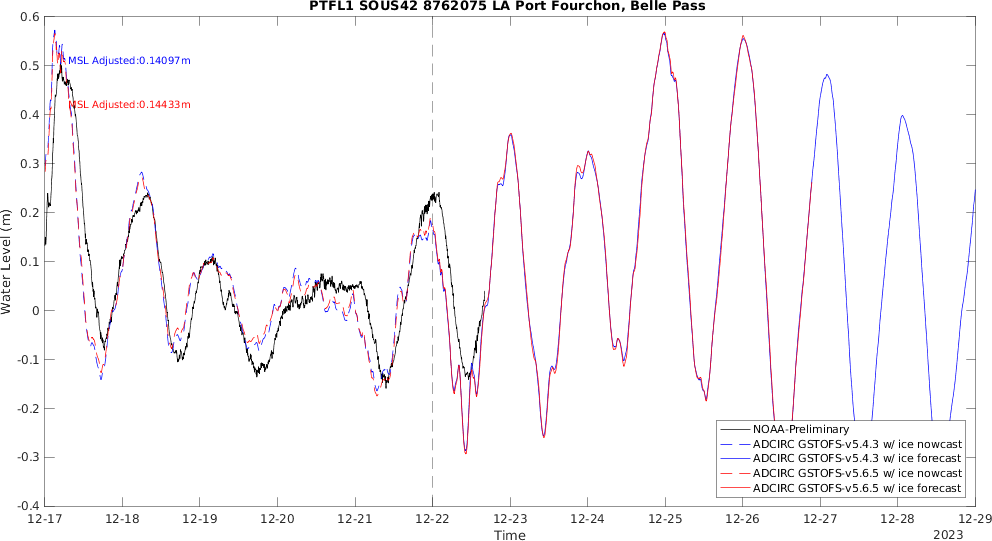 PTFL1 SOUS42 8762075 LA Port Fourchon, Belle Pass
0.6
0.5
0.4
0.3
0.2
0.1
0
-0.1
-0.2
-0.3
-0.4
Water Level (m)
MSL Adjusted:0.14097m
MSL Adjusted:0.14433m
NOAA-Preliminary
ADCIRC GSTOFS-v5.4.3 w/ ice nowcast
ADCIRC GSTOFS-v5.4.3 w/ ice forecast
ADCIRC GSTOFS-v5.6.5 w/ ice nowcast
ADCIRC GSTOFS-v5.6.5 w/ ice forecast
12-17 12-18 12-19 12-20 12-21 12-22 12-23 12-24 12-25 12-26 12-27 12-28 12-29
Time
2023